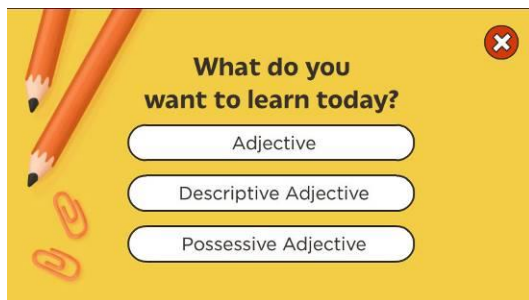 What do you
want to learn today?
Adjective
Descriptive Adjective
Possessive Adjective